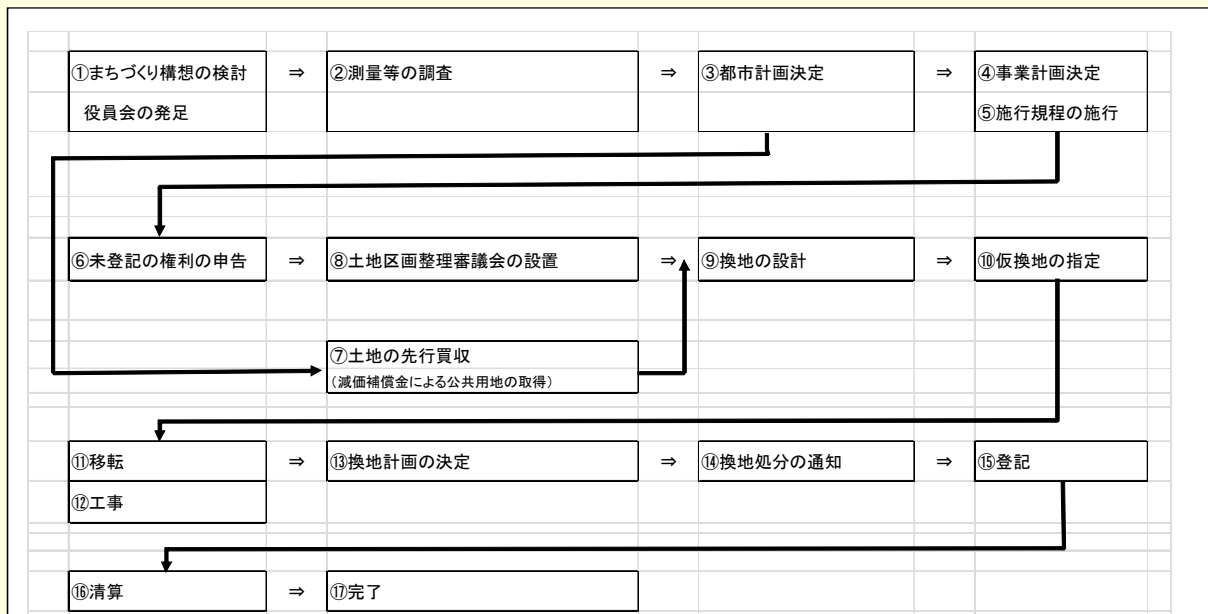 ①まちづくり構想の検討 ⇒ ②測量等の調査 ⇒ ③都市計画決定 ⇒ ④事業計画決定
役員会の発足
⑤施行規程の施行
⑥未登記の権利の申告 ⇒ ⑧土地区画整理審議会の設置 ⇒ ⑨換地の設計 ⇒ ⑩仮換地の指定
⑦土地の先行買収
（減価補償金による公共用地の取得）
⑪移転 ⇒ ⑬換地計画の決定 ⇒ ⑭換地処分の通知 ⇒ ⑮登記
⑫工事
⑯清算 ⇒ ⑰完了